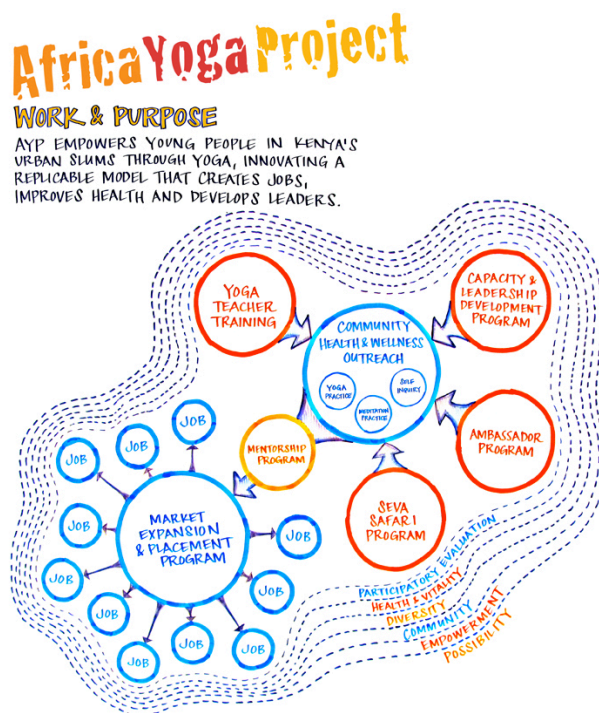 Africa Yoga Project
WORK & PURPOSE
AYP EMPOWERS YOUNG PEOPLE IN KENYA'S
URBAN SLUMS THROUGH YOGA, INNOVATING A
REPLICABLE MODEL THAT CREATES JOBS,
IMPROVES HEALTH AND DEVELOPS LEADERS.
YOGA
TEACHER
TRAINING
COMMUNITY
HEALTH & WELLNESS
OUTREACH
YOGA
PRACTICE
MEDITATION
PRACTICE
SELF
INQUIRY
CAPACITY &
LEADERSHIP
DEVELOPMENT
PROGRAM
AMBASSADOR
PROGRAM
SEVA
SAFARI
PROGRAM
MENTORSHIP
PROGRAM
MARKET
EXPANSION
& PLACEMENT
PROGRAM
JOB
JOB
JOB
JOB
JOB
JOB
JOB
JOB
JOB
JOB
JOB
PARTICIPATORY EVALUATION
HEALTH & VITALITY
DIVERSITY
COMMUNITY
EMPOWERMENT
POSSIBILITY